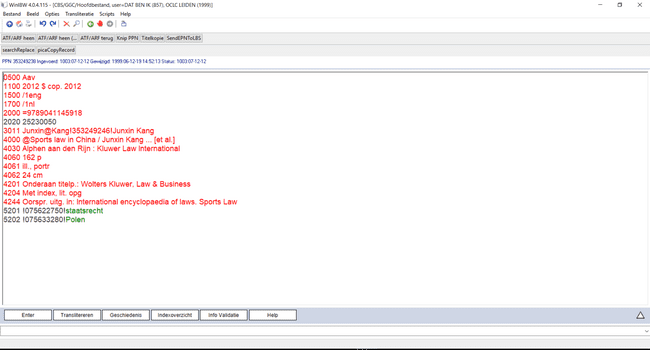 WinIBW 4.0.4.115 - [CBS/GGC/Hoofdbestand, user=DAT BEN IK (857), OCLC LEIDEN (1999)]
Bestand Beeld Opties Transliteratie Scripts Help
ATF/ARF heen ATF/ARF heen (... ATF/ARF terug Knip PPN Titelkopie SendEPNToLBS
searchReplace picaCopyRecord
PPN 353249238 Ingevoerd: 1003:07-12-12 Gewijzigd: 1999:06-12-19 14:52:13 Status: 1003:07-12-12
0500 Aav
1100 2012 $ cop. 2012
1500 /1eng
1700 /1nl
2000 =9789041145918
2020 25230050
3011 Junxin@Kang!353249246!Junxin Kang
4000 @Sports law in China / Junxin Kang ... [et al.]
4030 Alphen aan den Rijn : Kluwer Law International
4060 162 p
4061 ill., portr
4062 24 cm
4201 Onderaan titelp.: Wolters Kluwer, Law & Business
4204 Met index, lit. opg
4244 Oorspr. uitg. in: International encyclopaedia of laws. Sports Law
5201 !075622750!staatsrecht
5202 !075633280!Polen
Enter Translitereren Geschiedenis Indexoverzicht Info Validatie Help